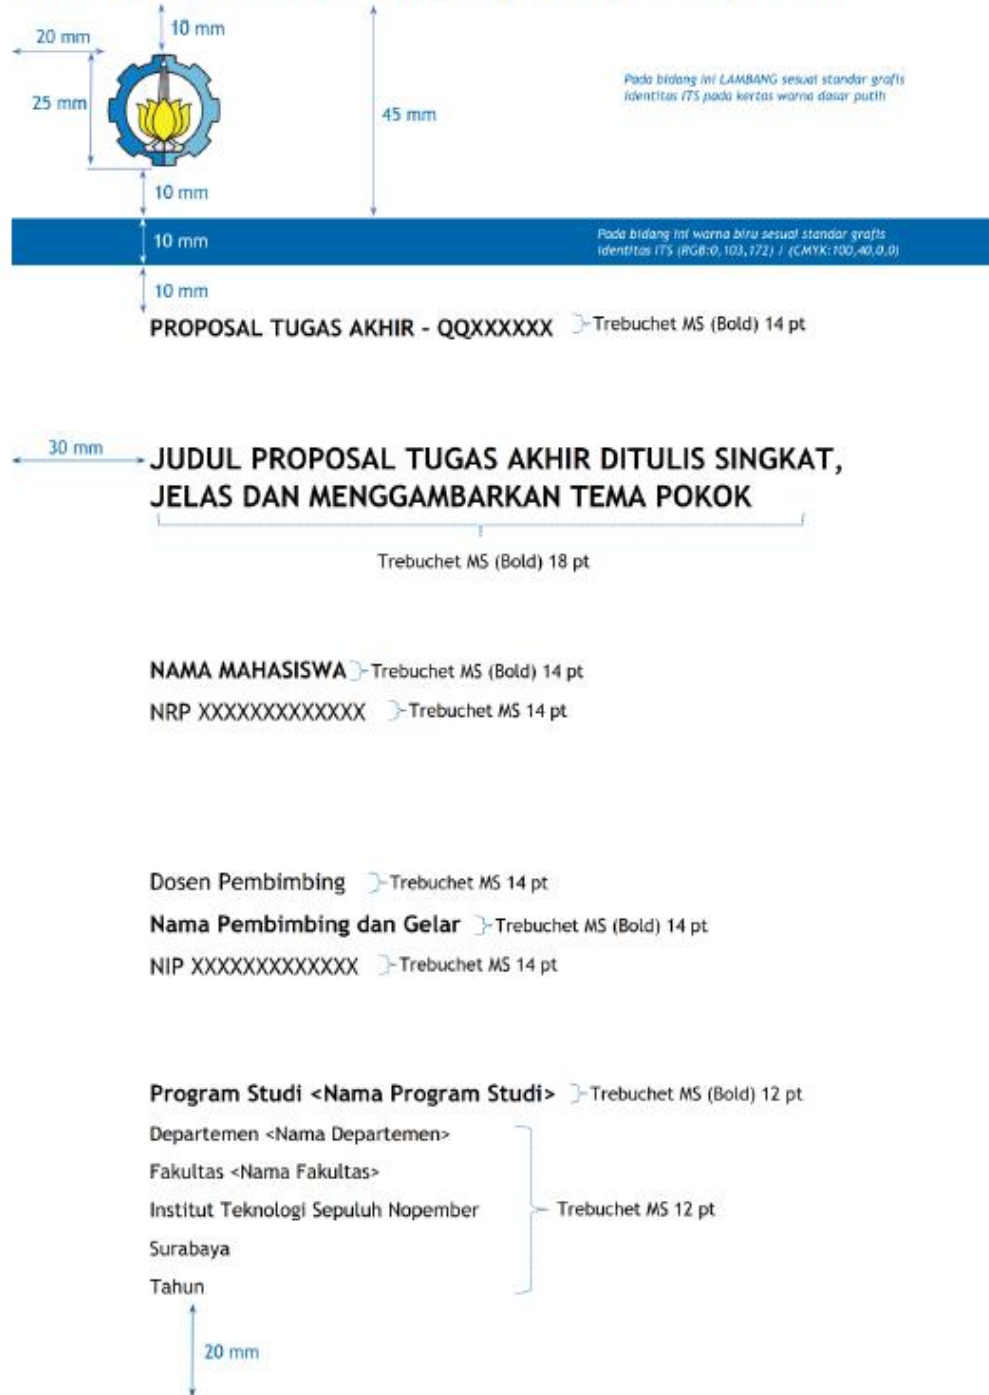 10 mm
20 mm
25 mm
45 mm
Pada bidang ini LAMBANG sesuai standar grafis
identitas ITS pada kertas warna dasar putih
10 mm
10 mm
Pada bidang ini warna biru sesuai standar grafis
identitas ITS (RGB:0,103,172) / (CMYK:100,40,0,0)
10 mm
PROPOSAL TUGAS AKHIR - QQXXXXXX Trebuchet MS (Bold) 14 pt
30 mm
JUDUL PROPOSAL TUGAS AKHIR DITULIS SINGKAT,
JELAS DAN MENGGAMBARKAN TEMA POKOK
Trebuchet MS (Bold) 18 pt
NAMA MAHASISWA Trebuchet MS (Bold) 14 pt
NRP XXXXXXXXXXXXX Trebuchet MS 14 pt
Dosen Pembimbing Trebuchet MS 14 pt
Nama Pembimbing dan Gelar Trebuchet MS (Bold) 14 pt
NIP XXXXXXXXXXXXX Trebuchet MS 14 pt
Program Studi <Nama Program Studi> Trebuchet MS (Bold) 12 pt
Departemen <Nama Departemen>
Fakultas <Nama Fakultas>
Institut Teknologi Sepuluh Nopember Trebuchet MS 12 pt
Surabaya
Tahun
20 mm